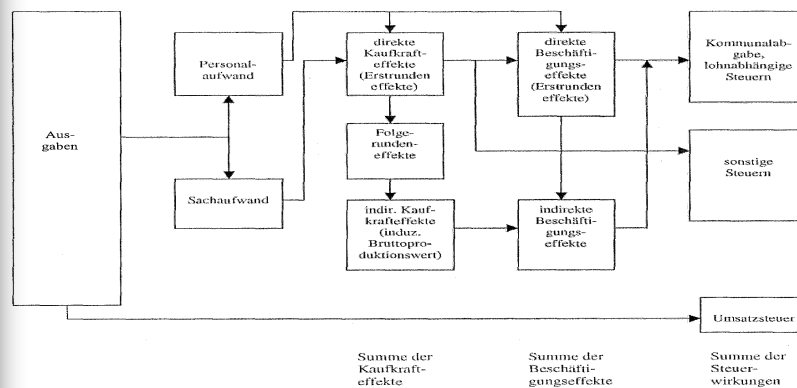 Aus-
gaben
Personal-
aufwand
Sachaufwand
direkte
Kaufkraft-
effekte
(Erstrunden
effekte)
Folge-
runden-
effekte
indir. Kauf-
krafteffekte
(induz.
Bruttopro-
duktionswert)
direkte
Beschäfti-
gungs-
effekte
(Erstrunden
effekte)
indirekte
Beschäfti-
gungs-
effekte
Kommunalab-
gabe,
lohnabhängige
Steuern
sonstige
Steuern
Umsatzsteuer
Summe der
Kaufkraft-
effekte
Summe der
Beschäfti-
gungseffekte
Summe der
Steuer-
wirkungen